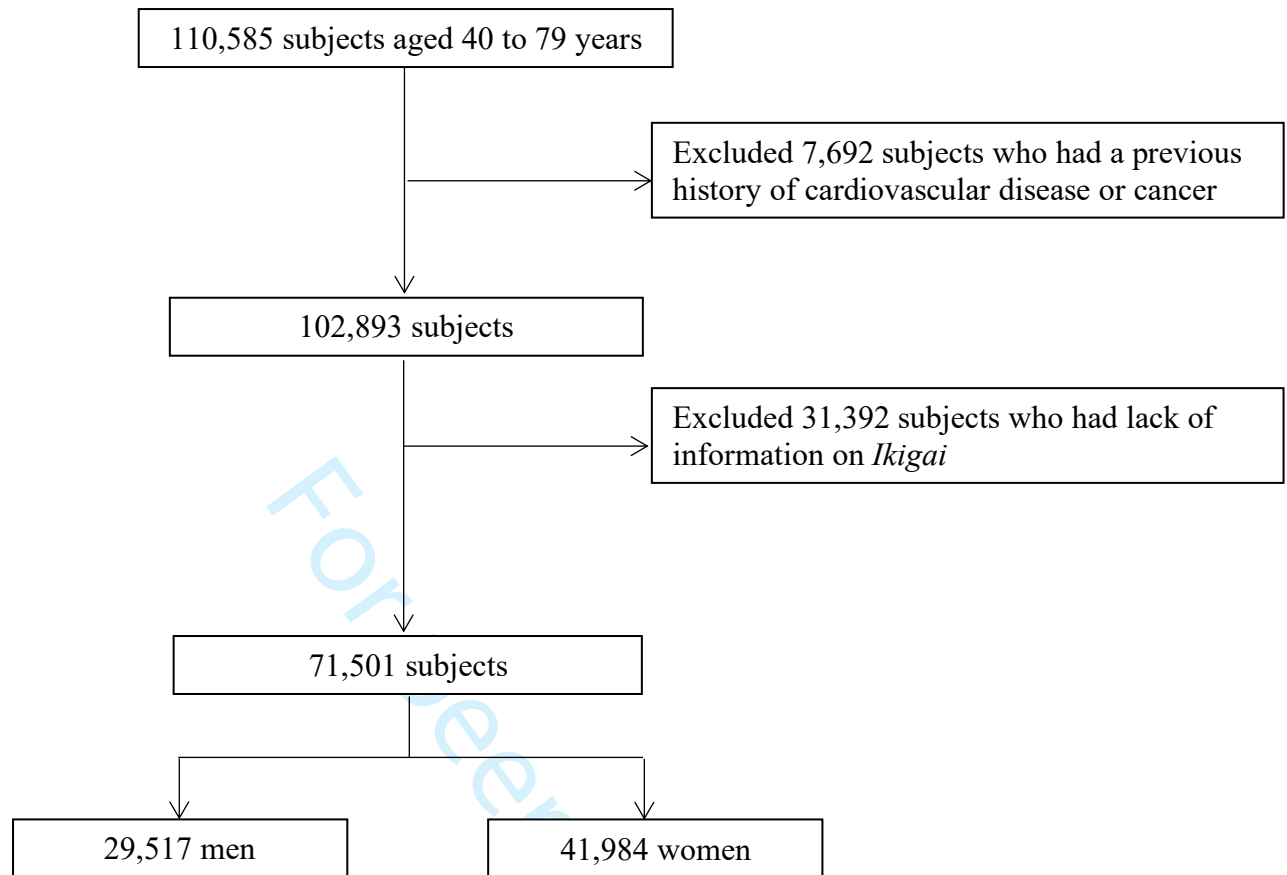 110,585 subjects aged 40 to 79 years
Excluded 7,692 subjects who had a previous
history of cardiovascular disease or cancer
102,893 subjects
Excluded 31,392 subjects who had lack of
information on Ikigai
For peer
71,501 subjects
29,517 men
41,984 women